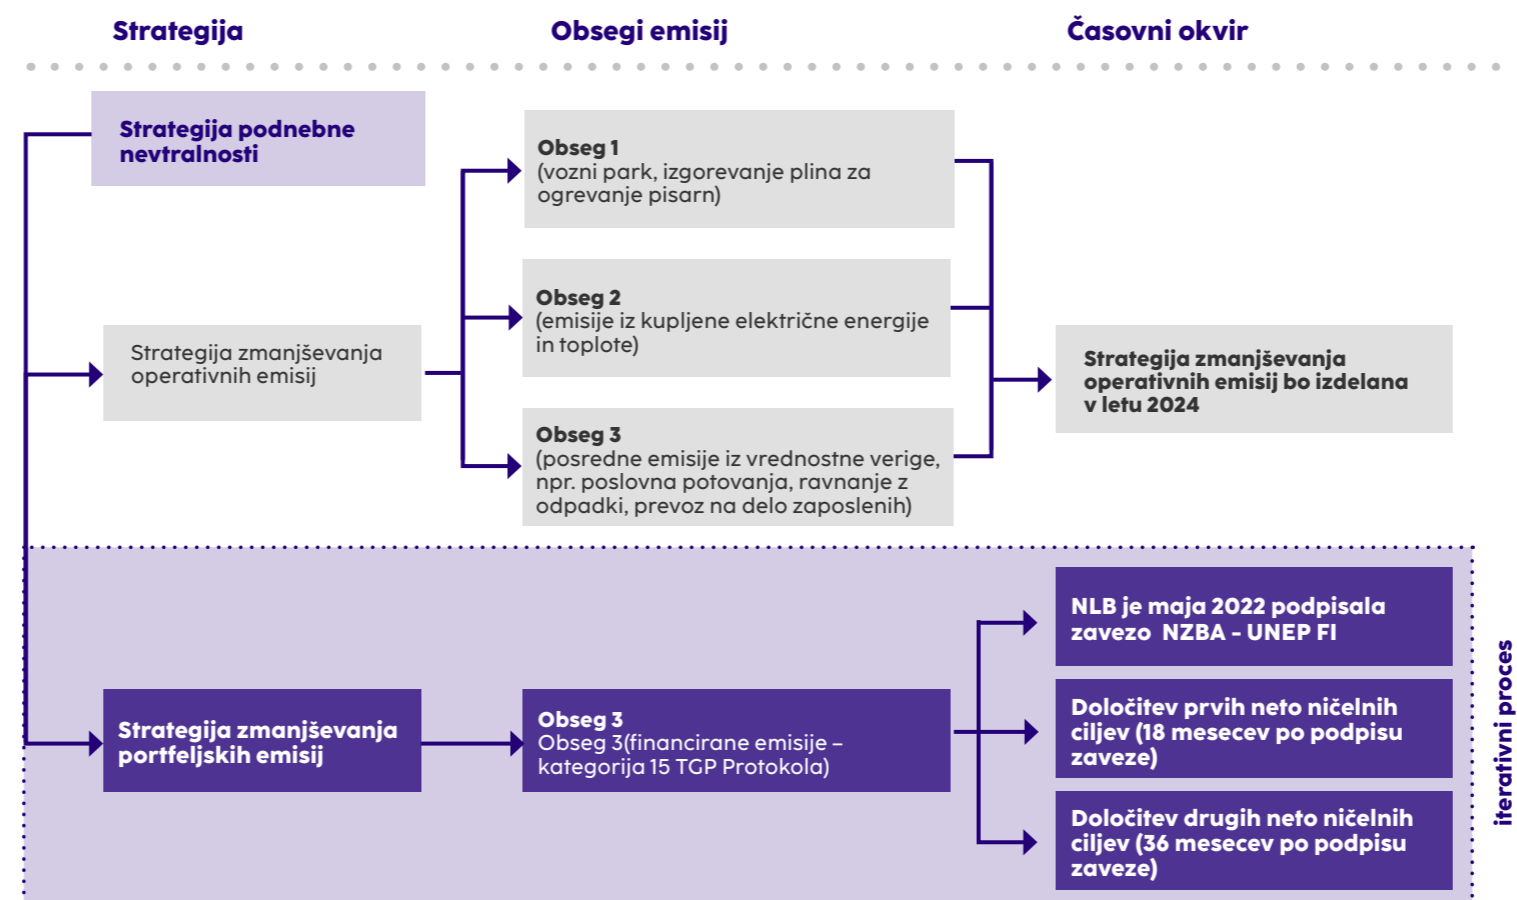 Strategija
Obsegi emisij
Časovni okvir
Strategija podnebne
nevtralnosti
Strategija zmanjševanja
operativnih emisij
Obseg 1
(vozni park, izgorevanje plina za
ogrevanje pisarn)
Obseg 2
(emisije iz kupljene električne energije
in toplote)
Obseg 3
(posredne emisije iz vrednostne verige,
npr. poslovna potovanja, ravnanje z
odpadki, prevoz na delo zaposlenih)
Strategija zmanjševanja
operativnih emisij bo izdelana
v letu 2024
Strategija zmanjševanja
portfeljskih emisij
Obseg 3
Obseg 3(financirane emisije –
kategorija 15 TGP Protokola)
NLB je maja 2022 podpisala
zavezo  NZBA - UNEP FI
Določitev prvih neto ničelnih
ciljev (18 mesecev po podpisu
zaveze)
Določitev drugih neto ničelnih
ciljev (36 mesecev po podpisu
zaveze)
iterativni proces